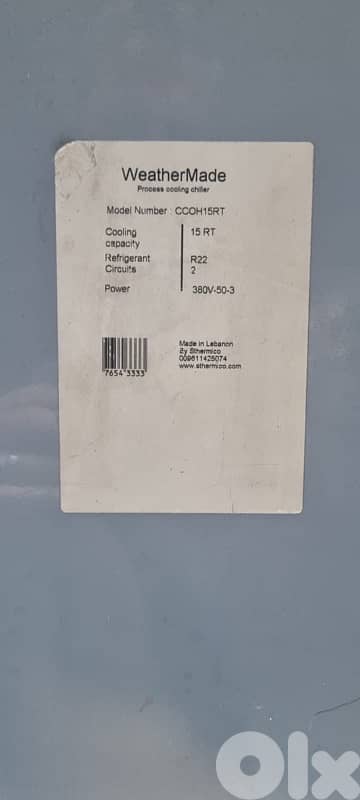 WeatherMade
Process cooling chiller
Model Number : CCOH15RT
Cooling capacity 15 RT
Refrigerant R22
Circuits 2
Power 380V-50-3
Made in Lebanon
By Sthermico
009611425074
www.sthermico.com
7654 3333
OLX